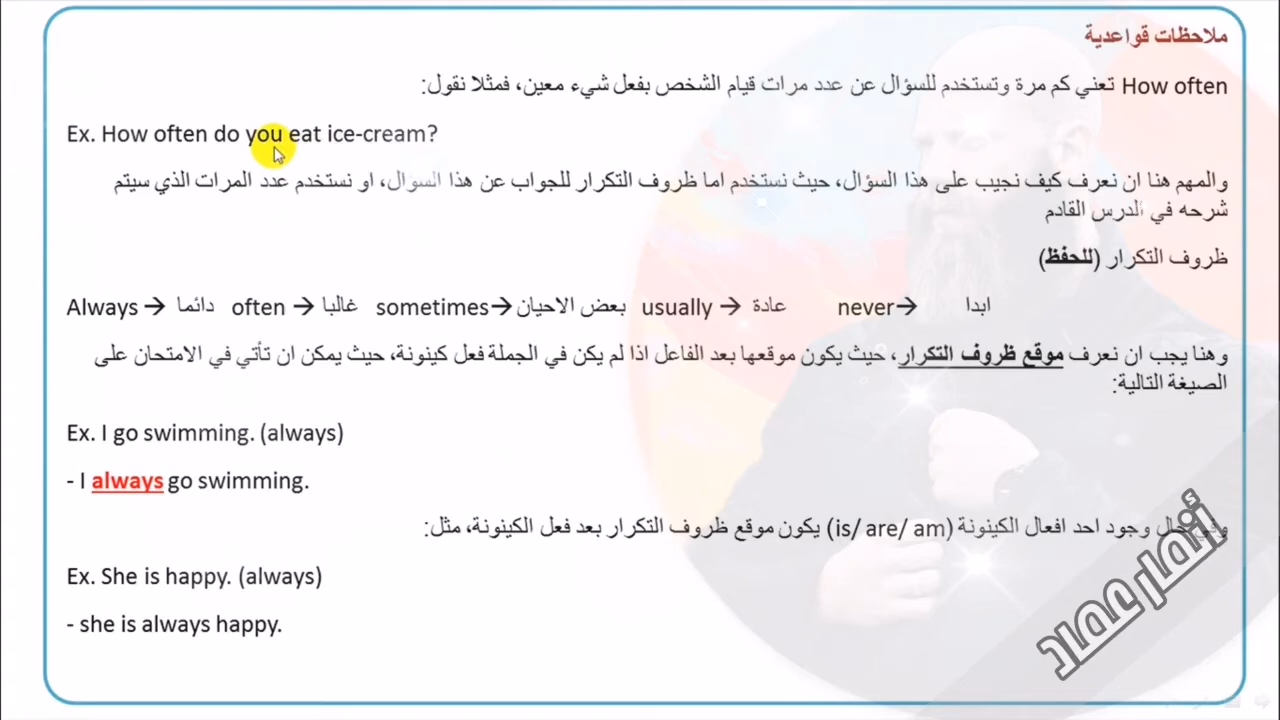 ملاحظات قواعدية
How often تعني كم مرة وتستخدم للسؤال عن عدد مرات قيام الشخص بفعل شيء معين، فمثلا نقول:
Ex. How often do you eat ice-cream?
والمهم هنا ان نعرف كيف نجيب على هذا السؤال، حيث نستخدم اما ظروف التكرار للجواب عن هذا السؤال، او نستخدم عدد المرات الذي سيتم
شرحه في الدرس القادم
ظروف التكرار (للحفظ)
Always → دائما often → غالبا sometimes→ بعض الاحيان usually → عادة never→ ابدا
وهنا يجب ان نعرف موقع ظروف التكرار، حيث يكون موقعها بعد الفاعل اذا لم يكن في الجملة فعل كينونة، حيث يمكن ان تأتي في الامتحان على
الصيغة التالية:
Ex. I go swimming. (always)
- I always go swimming.
وفي حال وجود احد افعال الكينونة (is/ are/ am) يكون موقع ظروف التكرار بعد فعل الكينونة، مثل:
Ex. She is happy. (always)
- she is always happy.
أنمار عماد